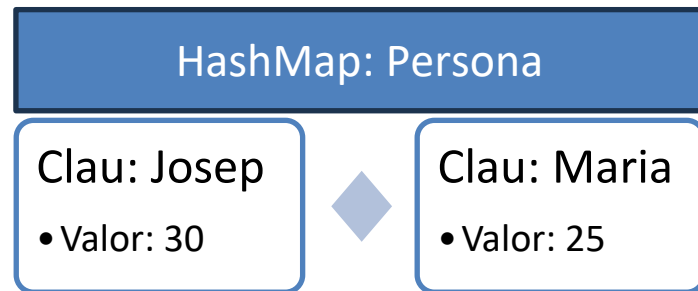 HashMap: Persona
Clau: Josep
• Valor: 30
Clau: Maria
• Valor: 25